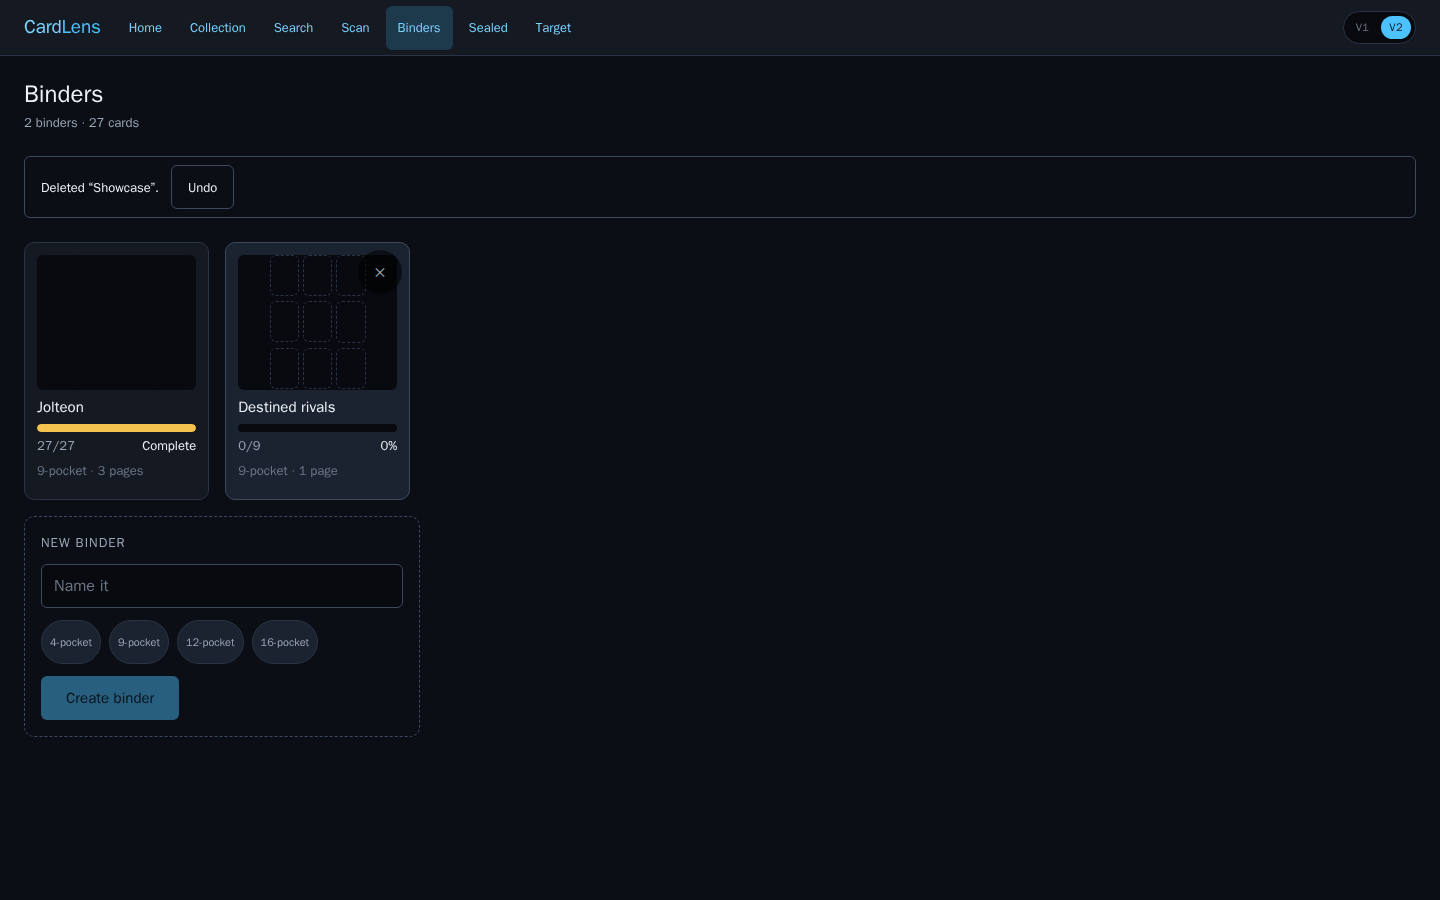 CardLens Home Collection Search Scan Binders Sealed Target V1 V2
Binders
2 binders · 27 cards
Deleted “Showcase”. Undo
Jolteon
27/27 Complete
9-pocket · 3 pages
×
Destined rivals
0/9 0%
9-pocket · 1 page
NEW BINDER
Name it
4-pocket 9-pocket 12-pocket 16-pocket
Create binder